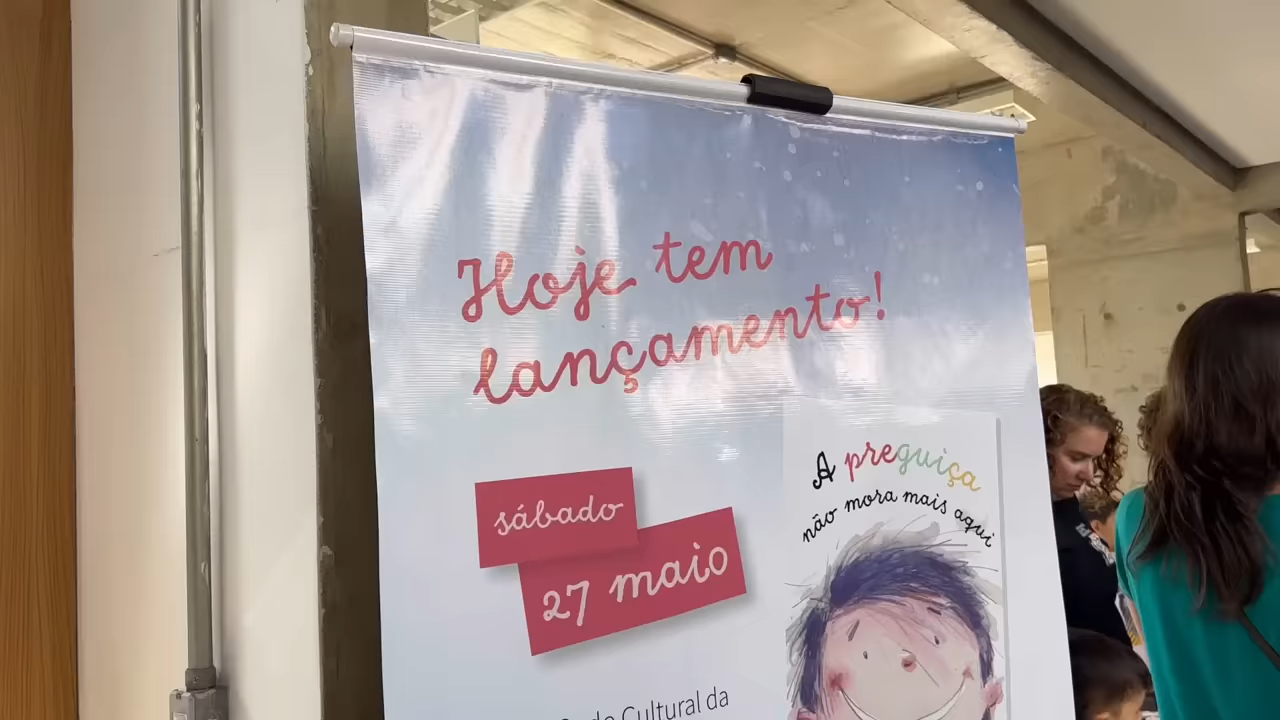 Hoje tem
lançamento!
sábado
27 maio
A preguiça
não mora mais aqui
Cultural da